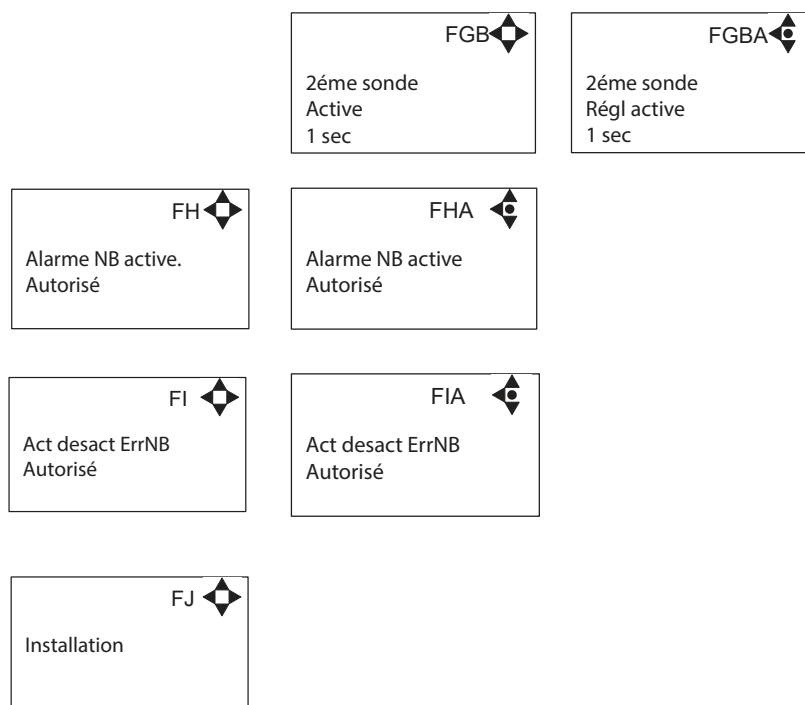 FGB
2éme sonde
Active
1 sec
FGBA
2éme sonde
Régl active
1 sec
FH
Alarme NB active.
Autorisé
FHA
Alarme NB active
Autorisé
FI
Act desact ErrNB
Autorisé
FIA
Act desact ErrNB
Autorisé
FJ
Installation